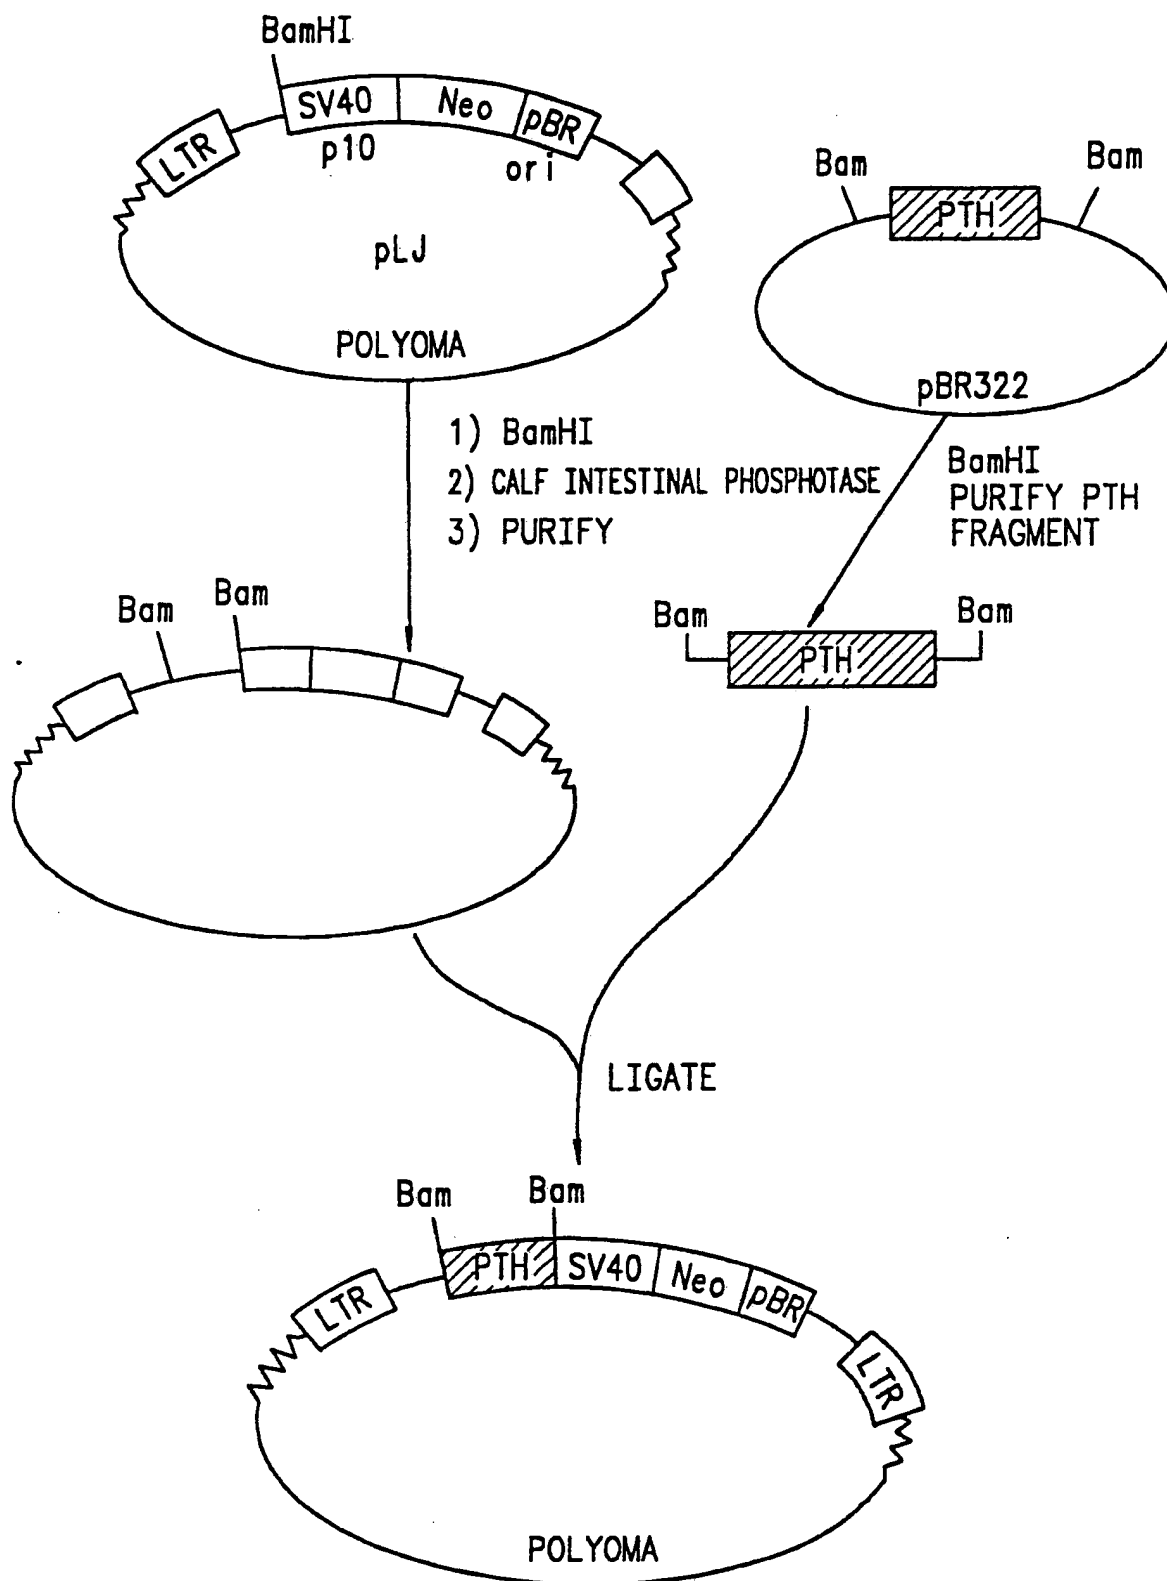 BamHI
SV40 Neo pBR
LTR
p10 ori
pLJ
POLYOMA
Bam Bam
PTH
pBR322
1) BamHI
2) CALF INTESTINAL PHOSPHOTASE
3) PURIFY
BamHI
PURIFY PTH
FRAGMENT
Bam Bam
Bam Bam
PTH
LIGATE
Bam Bam
LTR PTH SV40 Neo pBR LTR
POLYOMA